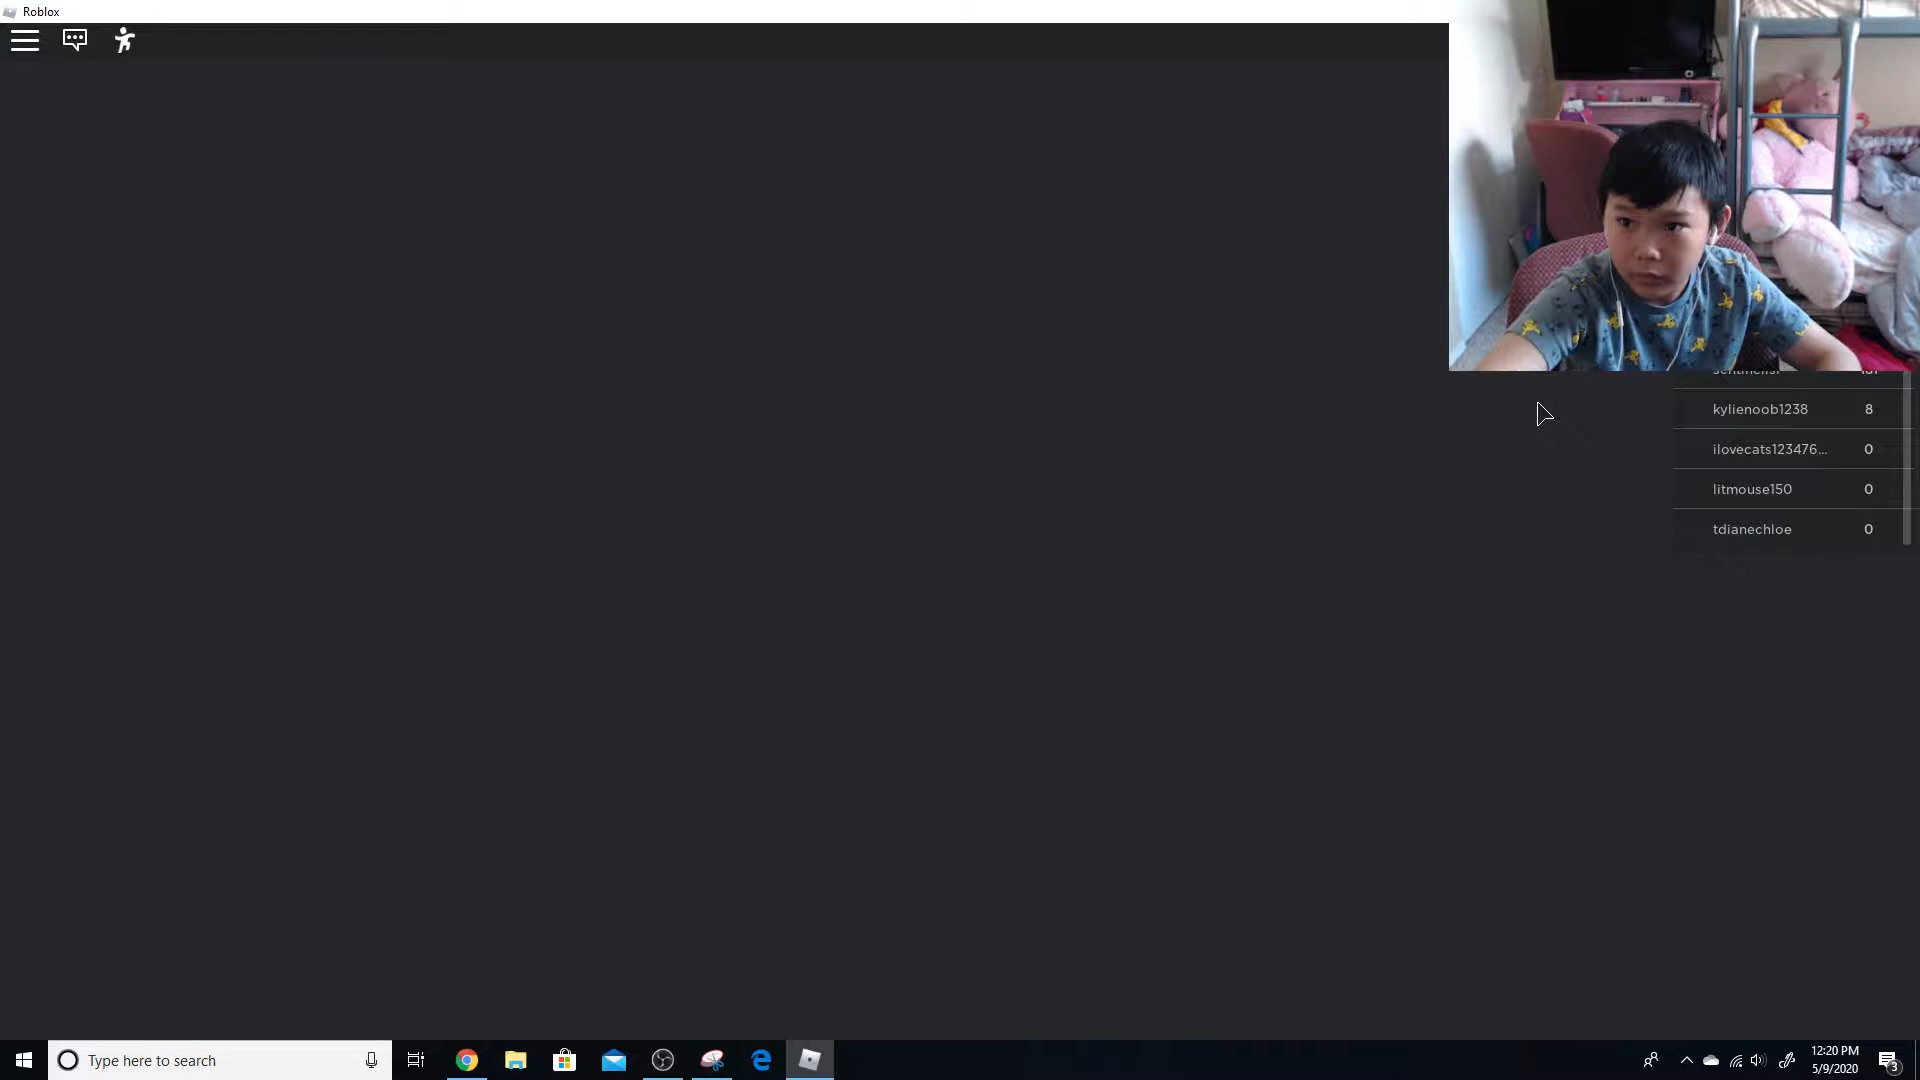 Roblox
kylienoob1238 8
ilovecats123476... 0
litmouse150 0
tdianechloe 0
Type here to search
12:20 PM
5/9/2020
3